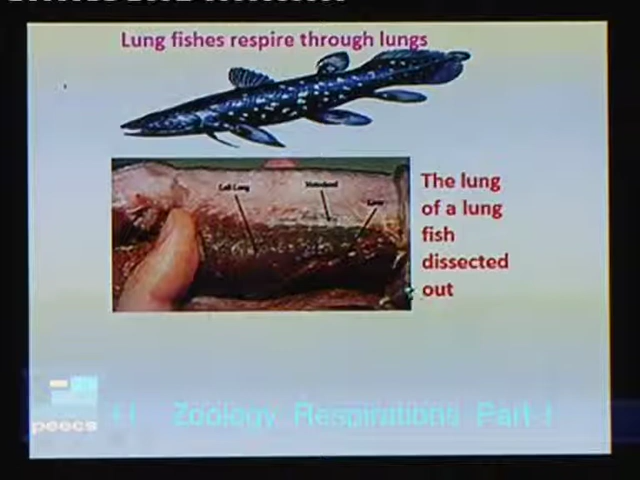 Lung fishes respire through lungs
Left Lung
Liver
The lung
of a lung
fish
dissected
out
peecs
11 Zoology Respirations Part-I